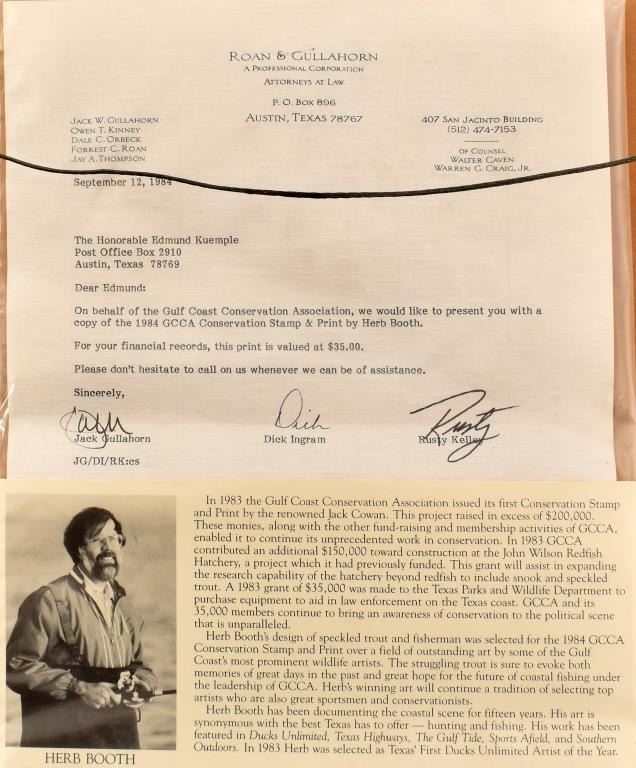 ROAN & GULLAHORN
A PROFESSIONAL CORPORATION
ATTORNEYS AT LAW
P. O. BOX 896
AUSTIN, TEXAS 78767
JACK W. GULLAHORN
OWEN T. KINNEY
DALE C. ORBECK
FORREST C. ROAN
JAY A. THOMPSON
407 SAN JACINTO BUILDING
(512) 474-7153
OF COUNSEL
WALTER CAVEN
WARREN G. CRAIG, JR.
September 12, 1984
The Honorable Edmund Kuemple
Post Office Box 2910
Austin, Texas 78769
Dear Edmund:
On behalf of the Gulf Coast Conservation Association, we would like to present you with a
copy of the 1984 GCCA Conservation Stamp & Print by Herb Booth.
For your financial records, this print is valued at $35.00.
Please don't hesitate to call on us whenever we can be of assistance.
Sincerely,
Dick
Rusty
Jack Gullahorn
Dick Ingram
Rusty Kelley
JG/DI/RK:cs
In 1983 the Gulf Coast Conservation Association issued its first Conservation Stamp
and Print by the renowned Jack Cowan. This project raised in excess of $200,000.
These monies, along with the other fund-raising and membership activities of GCCA,
enabled it to continue its unprecedented work in conservation. In 1983 GCCA
contributed an additional $150,000 toward construction at the John Wilson Redfish
Hatchery, a project which it had previously funded. This grant will assist in expanding
the research capability of the hatchery beyond redfish to include snook and speckled
trout. A 1983 grant of $35,000 was made to the Texas Parks and Wildlife Department to
purchase equipment to aid in law enforcement on the Texas coast. GCCA and its
35,000 members continue to bring an awareness of conservation to the political scene
that is unparalleled.
Herb Booth's design of speckled trout and fisherman was selected for the 1984 GCCA
Conservation Stamp and Print over a field of outstanding art by some of the Gulf
Coast's most prominent wildlife artists. The struggling trout is sure to evoke both
memories of great days in the past and great hope for the future of coastal fishing under
the leadership of GCCA. Herb's winning art will continue a tradition of selecting top
artists who are also great sportsmen and conservationists.
Herb Booth has been documenting the coastal scene for fifteen years. His art is
synonymous with the best Texas has to offer — hunting and fishing. His work has been
featured in Ducks Unlimited, Texas Highways, The Gulf Tide, Sports Afield, and Southern
Outdoors. In 1983 Herb was selected as Texas' First Ducks Unlimited Artist of the Year.
HERB BOOTH